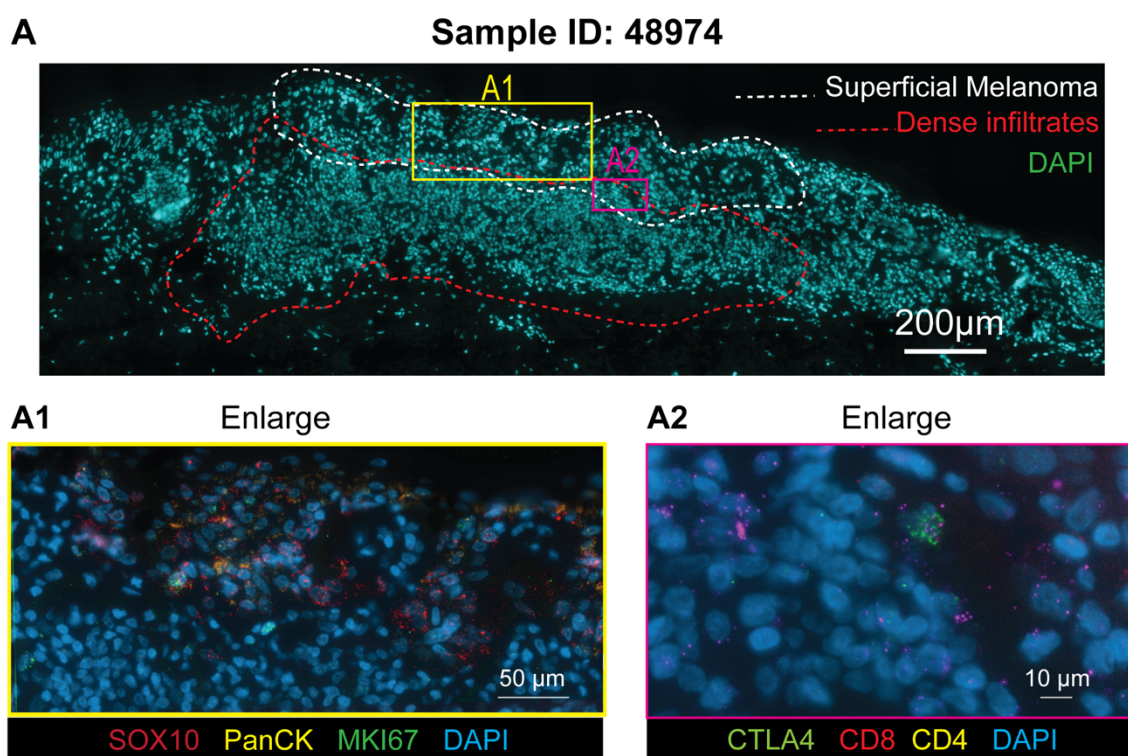 A
Sample ID: 48974
A1
A2
Superficial Melanoma
Dense infiltrates
DAPI
200μm
A1 Enlarge
50 μm
SOX10 PanCK MKI67 DAPI
A2 Enlarge
10 μm
CTLA4 CD8 CD4 DAPI